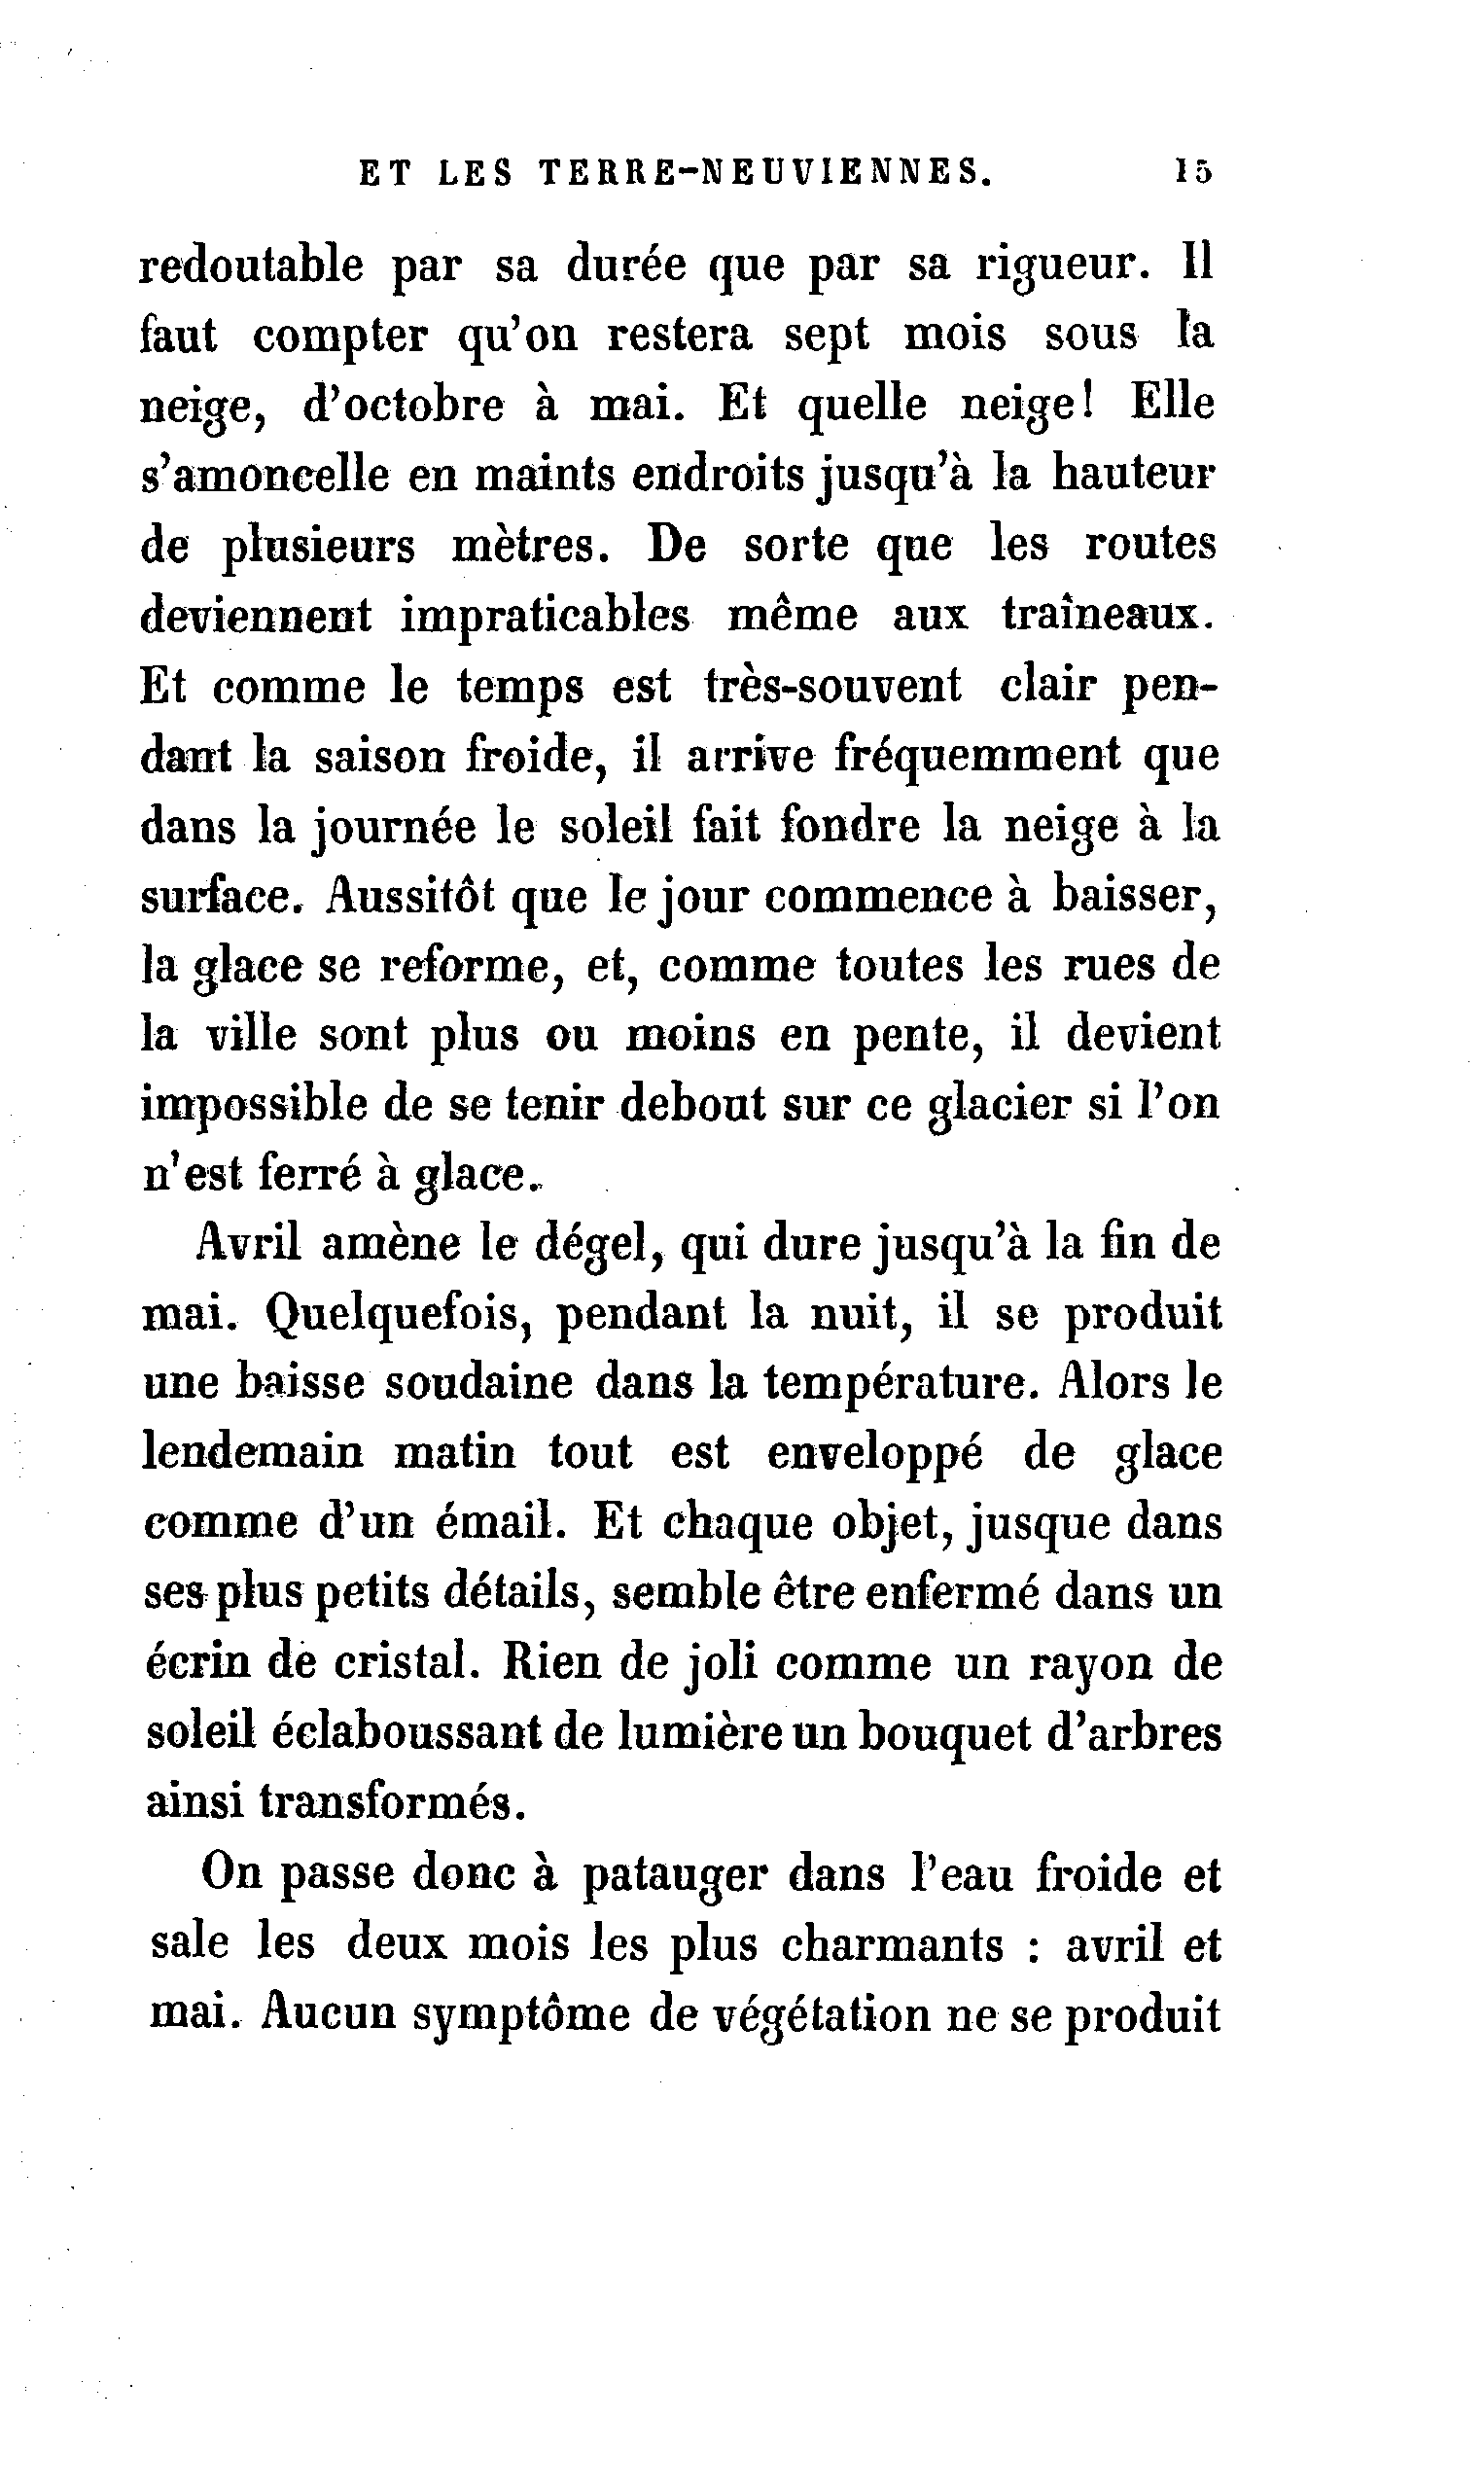 ET LES TERRE-NEUVIENNES. 15
redoutable par sa durée que par sa rigueur. Il
faut compter qu'on restera sept mois sous la
neige, d'octobre à mai. Et quelle neige! Elle
s'amoncelle en maints endroits jusqu'à la hauteur
de plusieurs mètres. De sorte que les routes
deviennent impraticables même aux traîneaux.
Et comme le temps est très-souvent clair pen-
dant la saison froide, il arrive fréquemment que
dans la journée le soleil fait fondre la neige à la
surface. Aussitôt que le jour commence à baisser,
la glace se reforme, et, comme toutes les rues de
la ville sont plus ou moins en pente, il devient
impossible de se tenir debout sur ce glacier si l'on
n'est ferré à glace.
Avril amène le dégel, qui dure jusqu'à la fin de
mai. Quelquefois, pendant la nuit, il se produit
une baisse soudaine dans la température. Alors le
lendemain matin tout est enveloppé de glace
comme d'un émail. Et chaque objet, jusque dans
ses plus petits détails, semble être enfermé dans un
écrin de cristal. Rien de joli comme un rayon de
soleil éclaboussant de lumière un bouquet d'arbres
ainsi transformés.
On passe donc à patauger dans l'eau froide et
sale les deux mois les plus charmants : avril et
mai. Aucun symptôme de végétation ne se produit